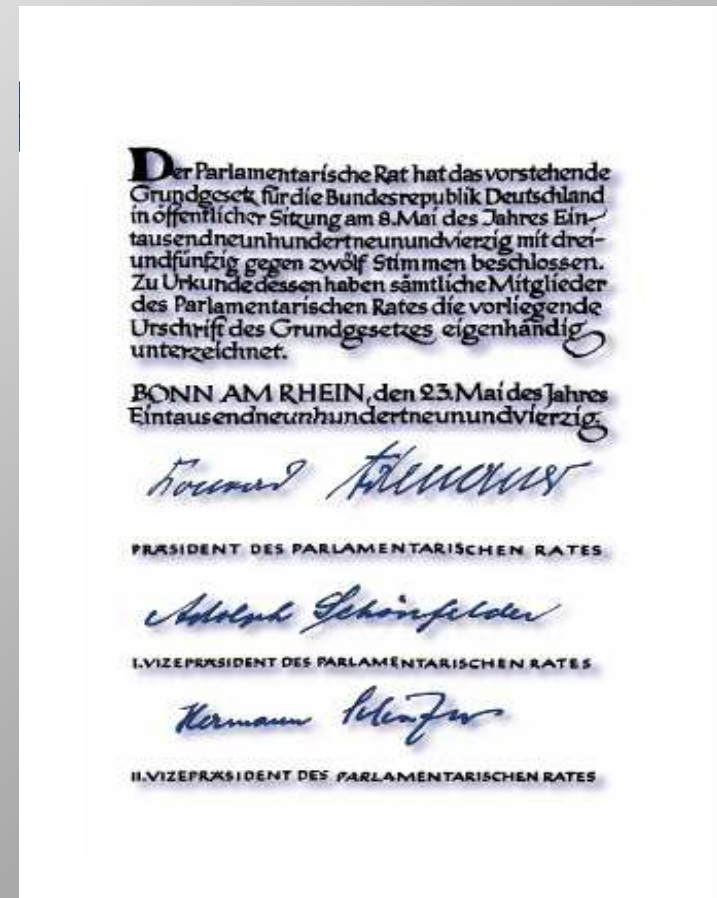 Der Parlamentarische Rat hat das vorstehende
Grundgesetz für die Bundesrepublik Deutschland
in öffentlicher Sitzung am 8. Mai des Jahres Ein-
tausendneunhundertneunundvierzig mit drei-
undfünfzig gegen zwölf Stimmen beschlossen.
Zu Urkunde dessen haben sämtliche Mitglieder
des Parlamentarischen Rates die vorliegende
Urschrift des Grundgesetzes eigenhändig
unterzeichnet.
BONN AM RHEIN, den 23. Mai des Jahres
Eintausendneunhundertneunundvierzig.
Konrad Adenauer
PRÄSIDENT DES PARLAMENTARISCHEN RATES
Adolph Schönfelder
I. VIZEPRÄSIDENT DES PARLAMENTARISCHEN RATES
Hermann Schäfer
II. VIZEPRÄSIDENT DES PARLAMENTARISCHEN RATES